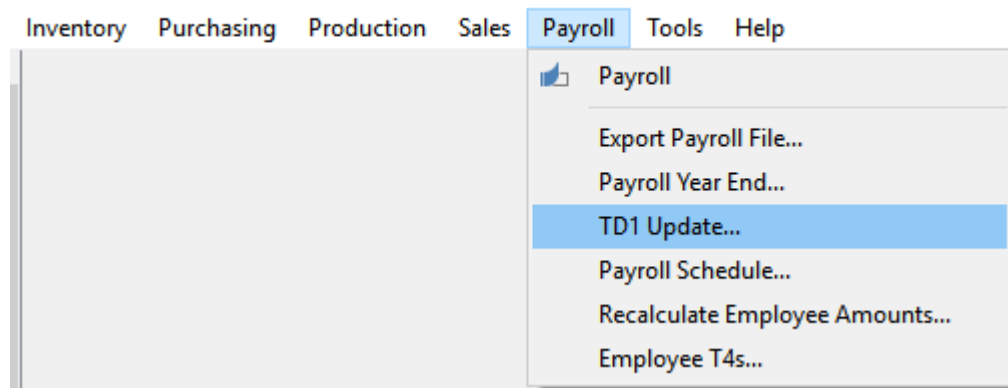 Inventory Purchasing Production Sales Payroll Tools Help
Payroll
Export Payroll File...
Payroll Year End...
TD1 Update...
Payroll Schedule...
Recalculate Employee Amounts...
Employee T4s...